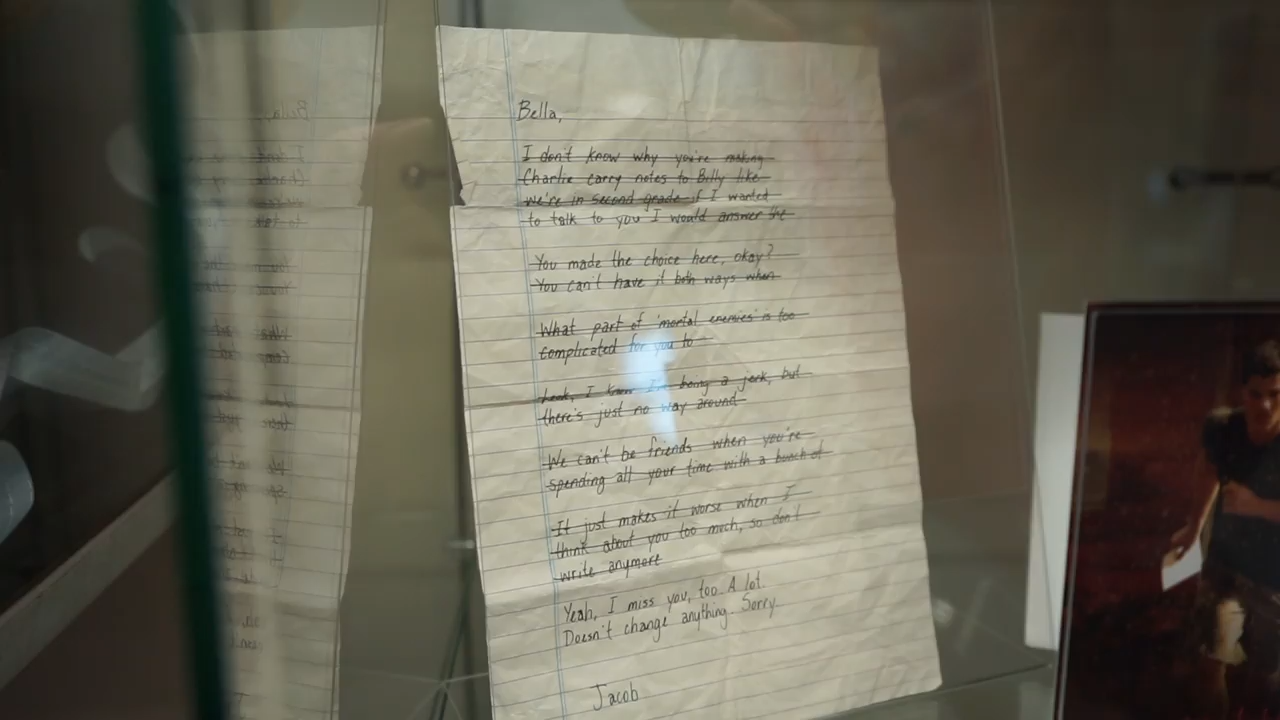 Bella,
I don't know why you're making
Charlie carry notes to Billy like
we're in second grade if I wanted
to talk to you I would answer the
You made the choice here, okay?
You can't have it both ways when
What part of 'mortal enemies' is too
complicated for you to
Look, I know I'm being a jerk, but
there's just no way around
We can't be friends when you're
spending all your time with a bunch of
It just makes it worse when I
think about you too much, so don't
write anymore
Yeah, I miss you, too. A lot.
Doesn't change anything. Sorry.
Jacob